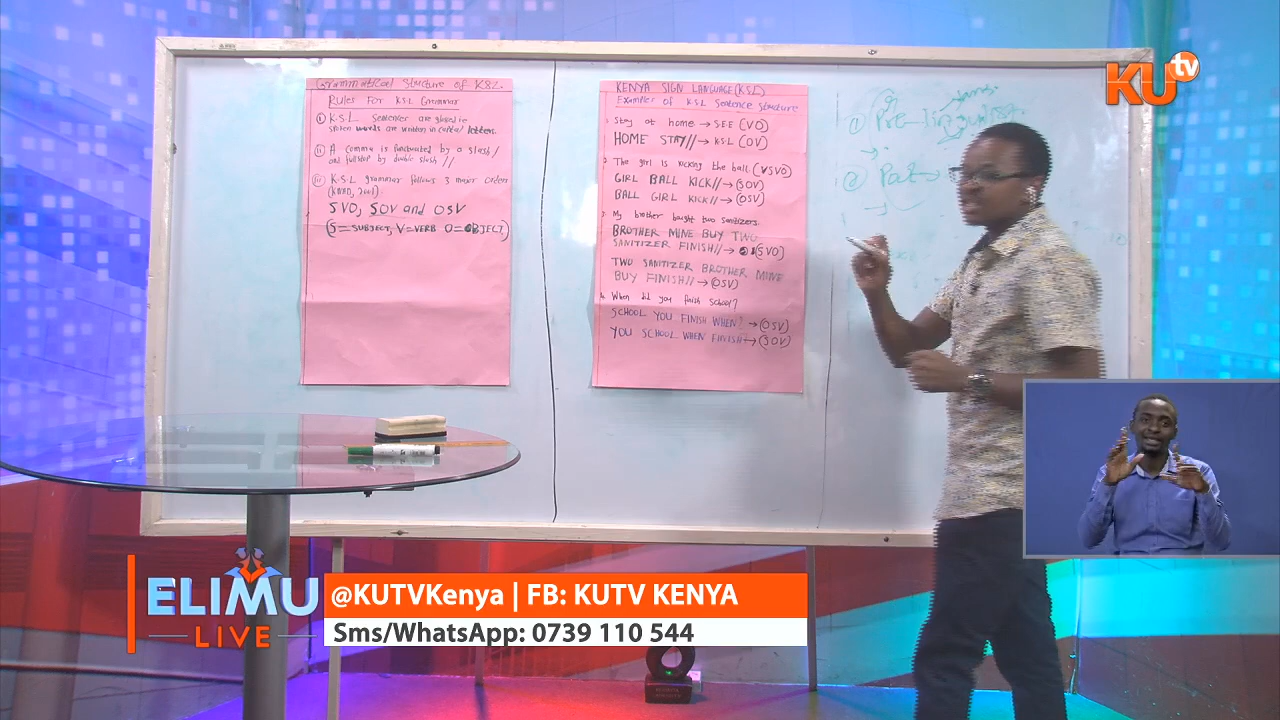 Grammatical Structure of KSL.
RULES FOR KSL GRAMMAR
(i) K.S.L. Sentences are glossed ie
spoken words are written in capital letters.
(ii) A comma is punctuated by a slash/
and fullstop by double slash //
(iii) K.S.L grammar follows 3 major orders
SVO, SOV and OSV
(S=SUBJECT, V=VERB O=OBJECT)
KENYA SIGN LANGUAGE (KSL)
Examples of KSL Sentence Structure
Stay at home → SEE (VO)
HOME STAY// → KSL (OV)
The girl is kicking the ball. (SVO)
GIRL BALL KICK// → (SOV)
BALL GIRL KICK// → (OSV)
My brother bought two sanitizers.
BROTHER MINE BUY TWO
SANITIZER FINISH// → (SVO)
TWO SANITIZER BROTHER MINE
BUY FINISH// → (OSV)
When did you finish school?
SCHOOL YOU FINISH WHEN? → (OSV)
YOU SCHOOL WHEN FINISH → (SOV)
(1) Pre-
(2)
KUtv
ELIMU
LIVE
@KUTVKenya | FB: KUTV KENYA
Sms/WhatsApp: 0739 110 544